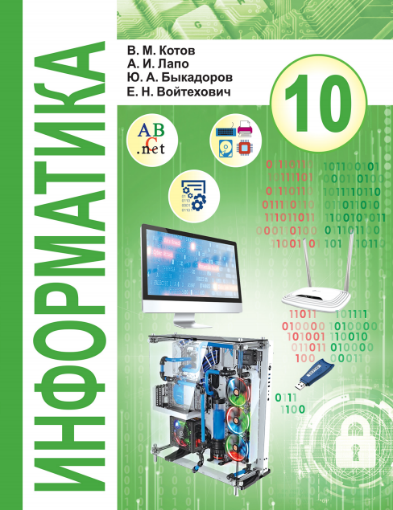 В. М. Котов
А. И. Лапо
Ю. А. Быкадоров
Е. Н. Войтехович
10
ИНФОРМАТИКА
ABC
.net